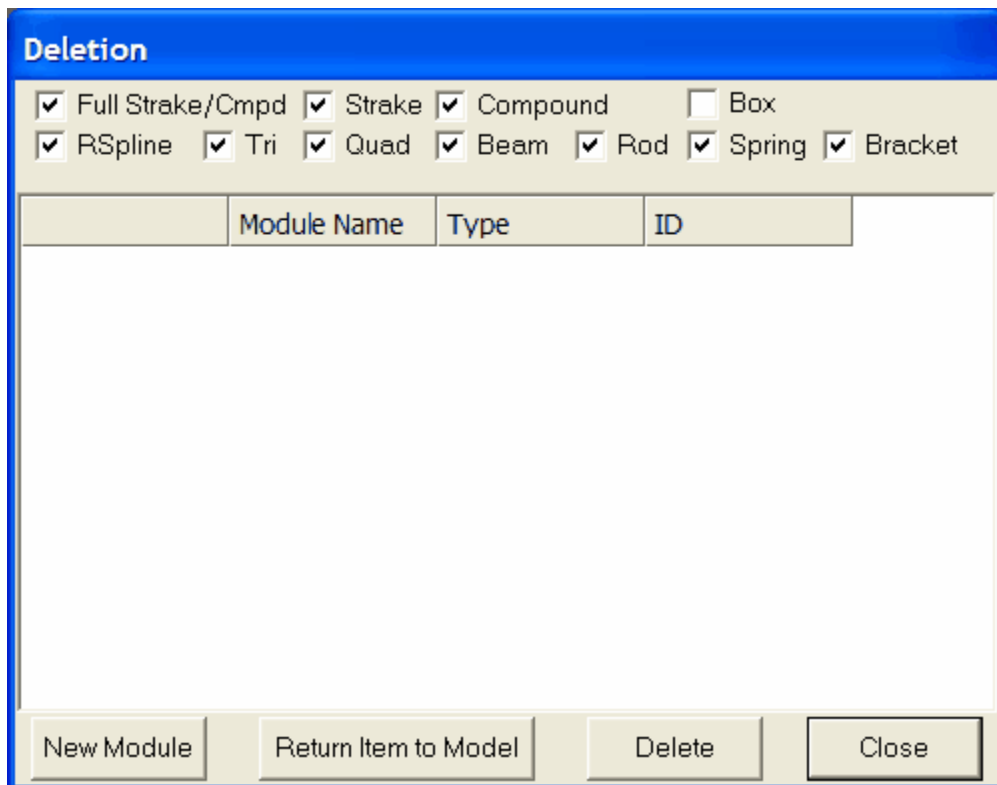 Deletion
Full Strake/Cmpd Strake Compound Box
RSpline Tri Quad Beam Rod Spring Bracket
Module Name Type ID
New Module Return Item to Model Delete Close